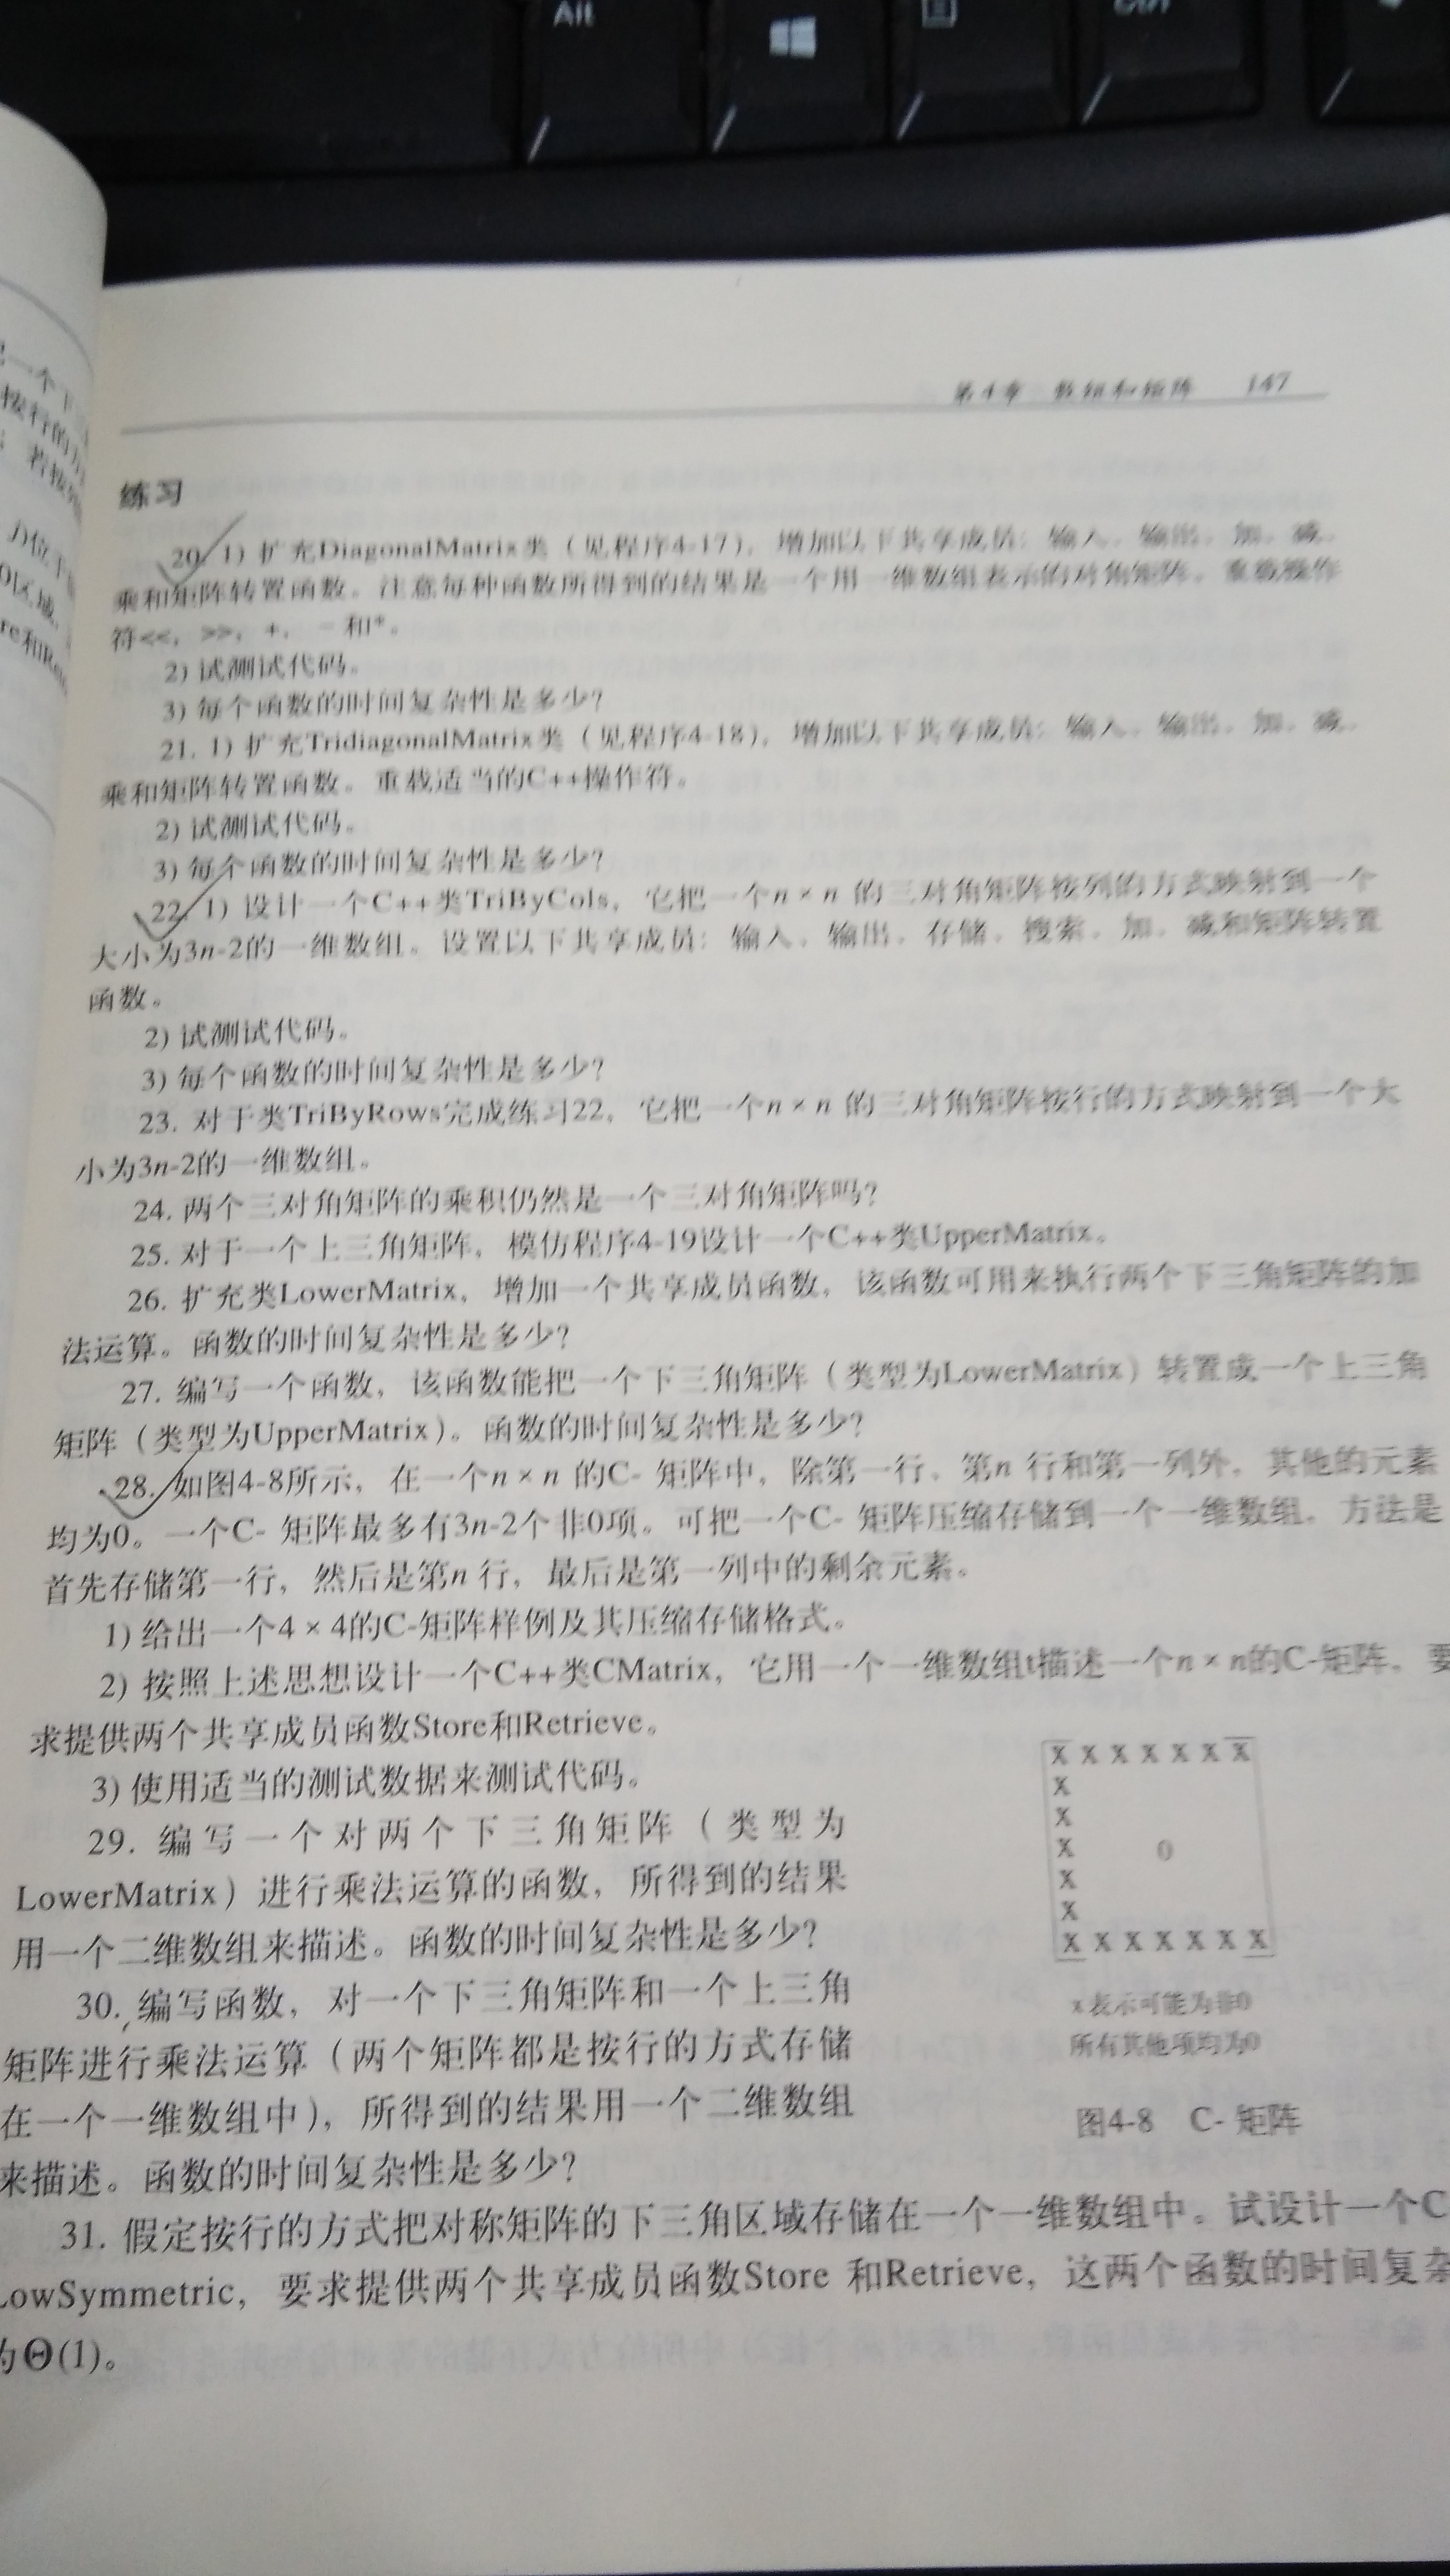 Alt
Ctrl
第4章 数组和矩阵 147
练习
20. 1) 扩充DiagonalMatrix类（见程序4-17），增加以下共享成员：输入、输出、加、减、
乘和矩阵转置函数。注意每种函数所得到的结果是一个用一维数组表示的对角矩阵。重载操作
符<<，>>，+，-和*。
2) 试测试代码。
3) 每个函数的时间复杂性是多少？
21. 1) 扩充TridiagonalMatrix类（见程序4-18），增加以下共享成员：输入、输出、加、减、
乘和矩阵转置函数。重载适当的C++操作符。
2) 试测试代码。
3) 每个函数的时间复杂性是多少？
22. 1) 设计一个C++类TriByCols，它把一个n × n 的三对角矩阵按列的方式映射到一个
大小为3n-2的一维数组。设置以下共享成员：输入、输出、存储、搜索、加、减和矩阵转置
函数。
2) 试测试代码。
3) 每个函数的时间复杂性是多少？
23. 对于类TriByRows完成练习22，它把一个n × n 的三对角矩阵按行的方式映射到一个大
小为3n-2的一维数组。
24. 两个三对角矩阵的乘积仍然是一个三对角矩阵吗？
25. 对于一个上三角矩阵，模仿程序4-19设计一个C++类UpperMatrix。
26. 扩充类LowerMatrix，增加一个共享成员函数，该函数可用来执行两个下三角矩阵的加
法运算。函数的时间复杂性是多少？
27. 编写一个函数，该函数能把一个下三角矩阵（类型为LowerMatrix）转置成一个上三角
矩阵（类型为UpperMatrix）。函数的时间复杂性是多少？
28. 如图4-8所示，在一个n × n 的C- 矩阵中，除第一行、第n 行和第一列外，其他的元素
均为0。一个C- 矩阵最多有3n-2个非0项。可把一个C- 矩阵压缩存储到一个一维数组，方法是
首先存储第一行，然后是第n 行，最后是第一列中的剩余元素。
1) 给出一个4 × 4的C-矩阵样例及其压缩存储格式。
2) 按照上述思想设计一个C++类CMatrix，它用一个一维数组t描述一个n × n的C-矩阵，要
求提供两个共享成员函数Store和Retrieve。
3) 使用适当的测试数据来测试代码。
29. 编写一个对两个下三角矩阵（类型为
LowerMatrix）进行乘法运算的函数，所得到的结果
用一个二维数组来描述。函数的时间复杂性是多少？
30. 编写函数，对一个下三角矩阵和一个上三角
矩阵进行乘法运算（两个矩阵都是按行的方式存储
在一个一维数组中），所得到的结果用一个二维数组
来描述。函数的时间复杂性是多少？
X X X X X X X
X
X
X 0
X
X
X X X X X X X
x 表示可能为非0
所有其他项均为0
图4-8 C- 矩阵
31. 假定按行的方式把对称矩阵的下三角区域存储在一个一维数组中。试设计一个C
LowSymmetric，要求提供两个共享成员函数Store 和Retrieve，这两个函数的时间复杂
为Θ(1)。